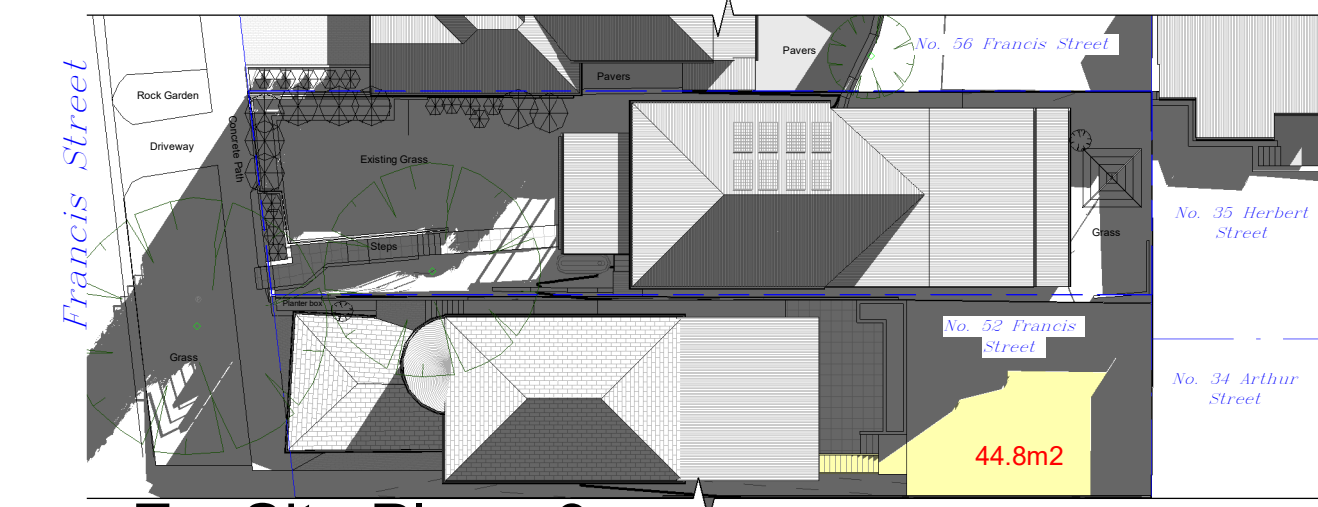 No. 56 Francis Street
Pavers
Pavers
Francis Street
Rock Garden
Driveway
Concrete Path
Existing Grass
No. 35 Herbert
Street
Grass
Steps
Planter box
No. 52 Francis
Street
Grass
No. 34 Arthur
Street
44.8m2